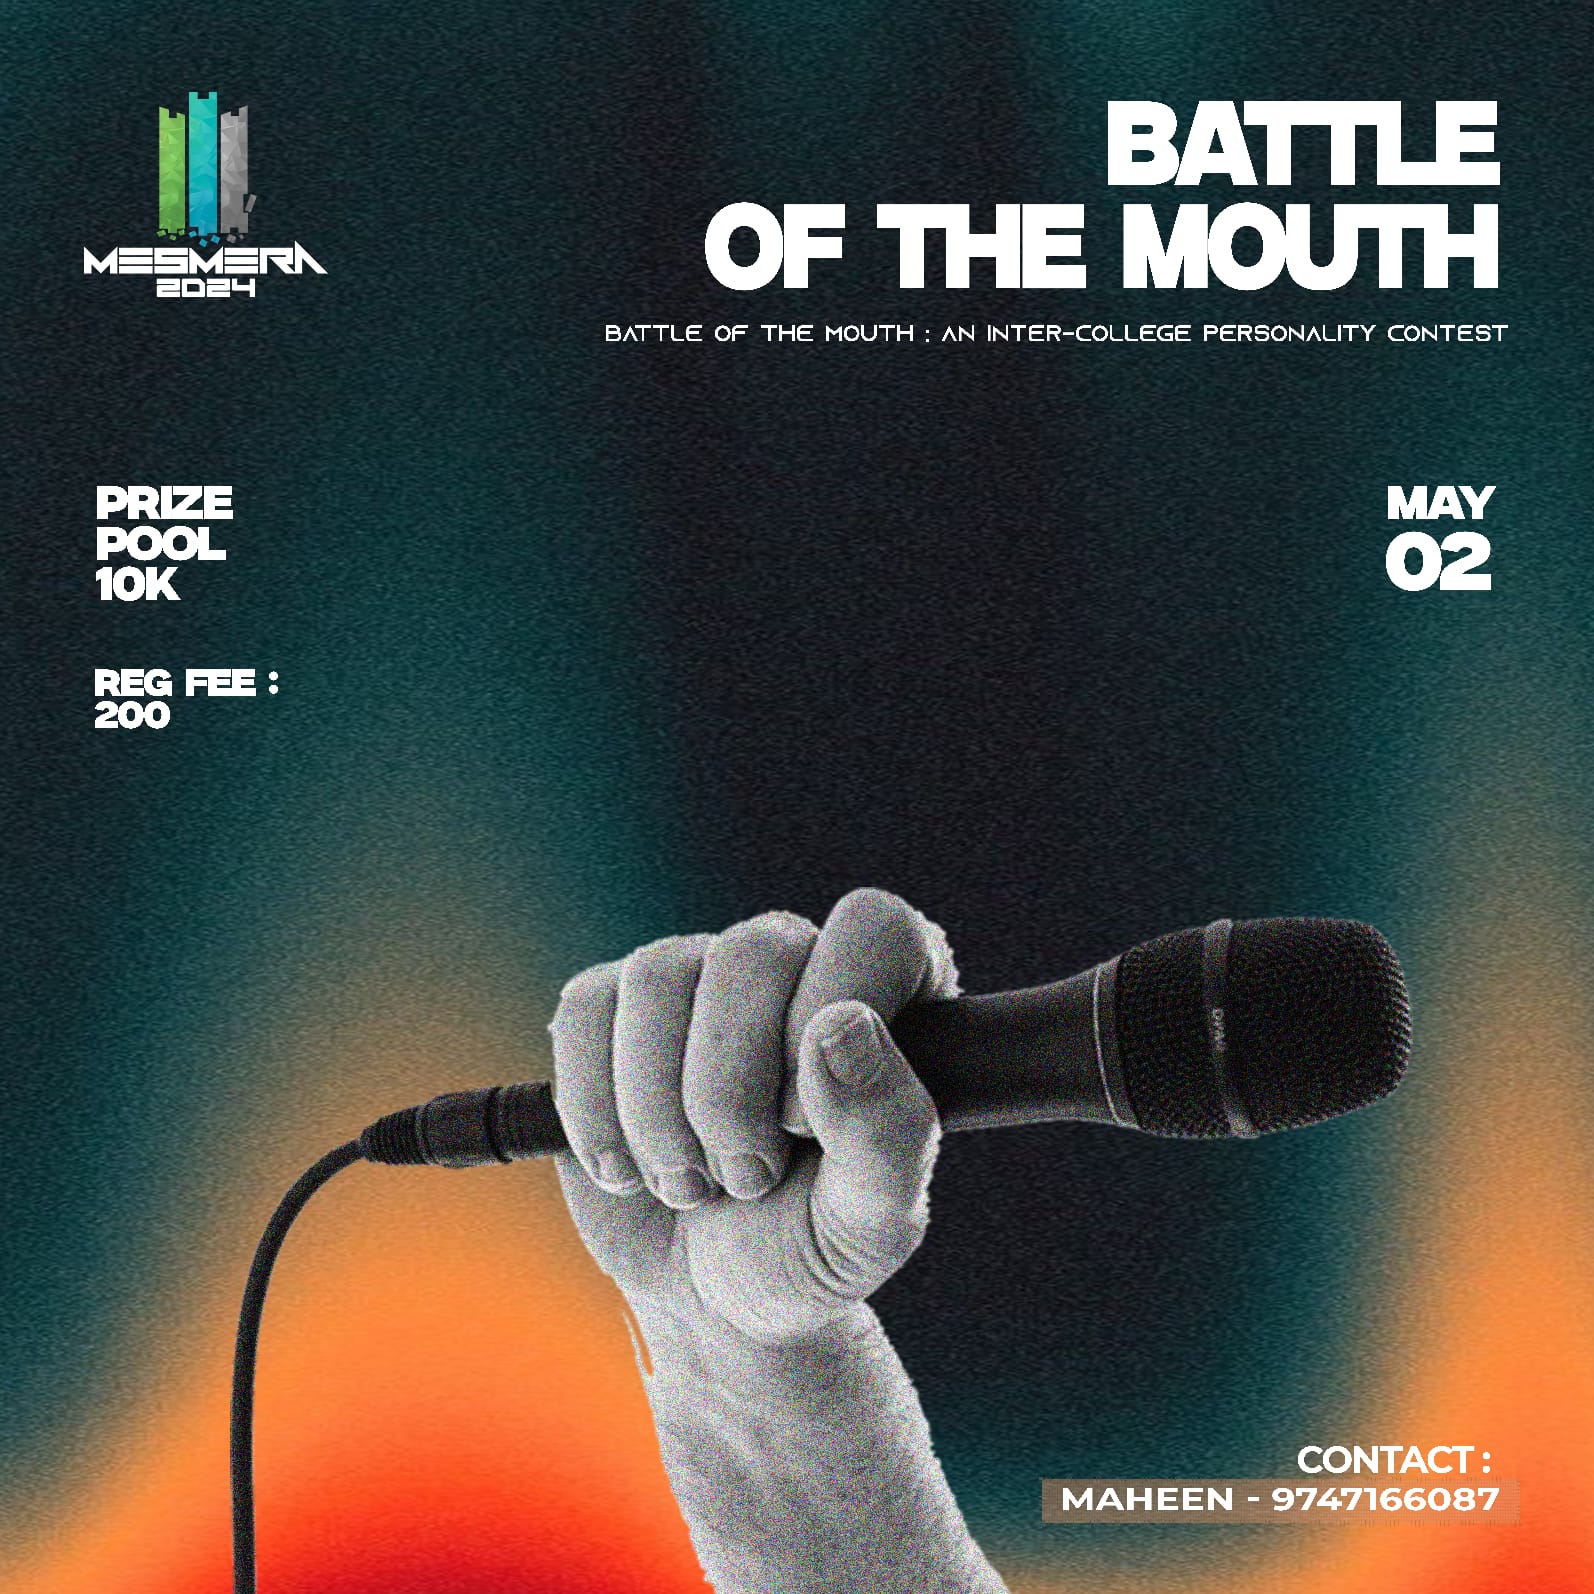 MESMERA
2024
BATTLE
OF THE MOUTH
BATTLE OF THE MOUTH : AN INTER-COLLEGE PERSONALITY CONTEST
PRIZE
POOL
10K
MAY
02
REG FEE :
200
CONTACT :
MAHEEN - 9747166087